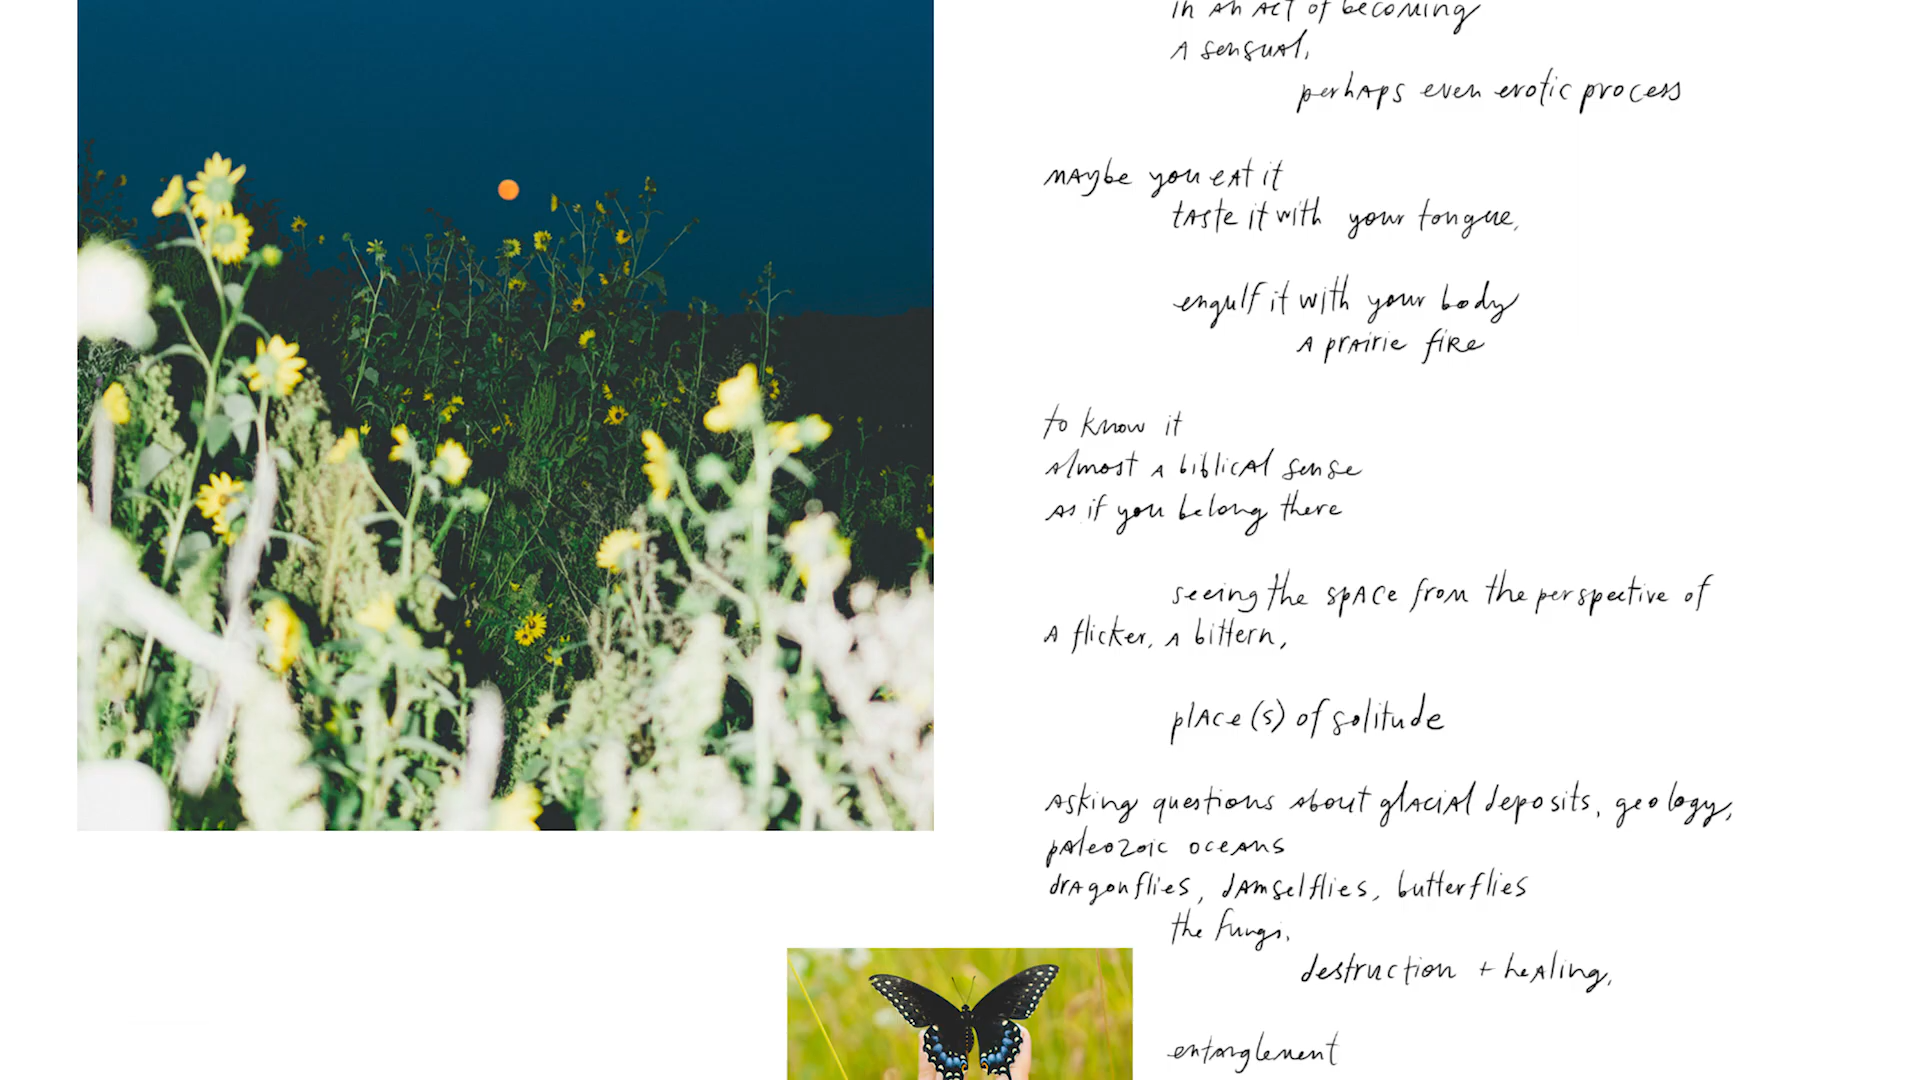 in an act of becoming
a sensual,
perhaps even erotic process
maybe you eat it
taste it with your tongue,
engulf it with your body
a prairie fire
to know it
almost a biblical sense
as if you belong there
seeing the space from the perspective of
a flicker, a bittern,
place(s) of solitude
asking questions about glacial deposits, geology,
paleozoic oceans
dragonflies, damselflies, butterflies
the fungi,
destruction + healing,
entanglement